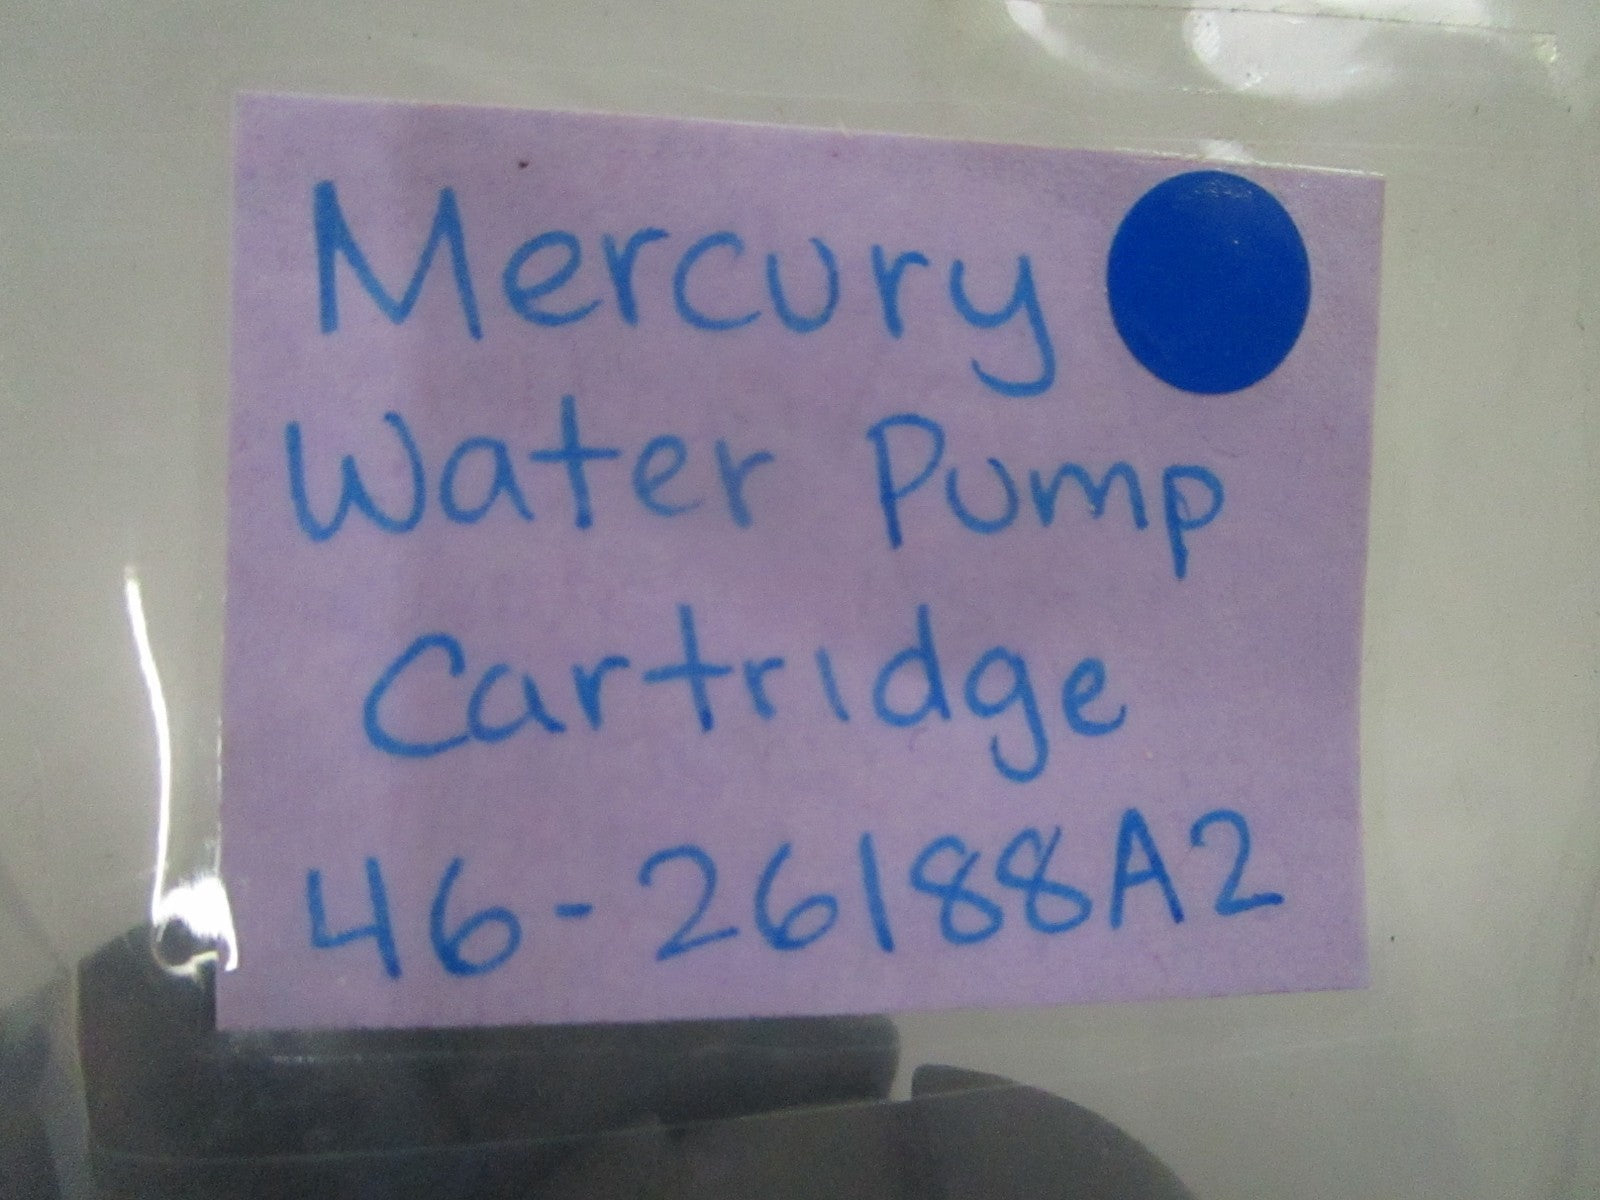 Mercury
Water Pump
Cartridge
46-26188A2